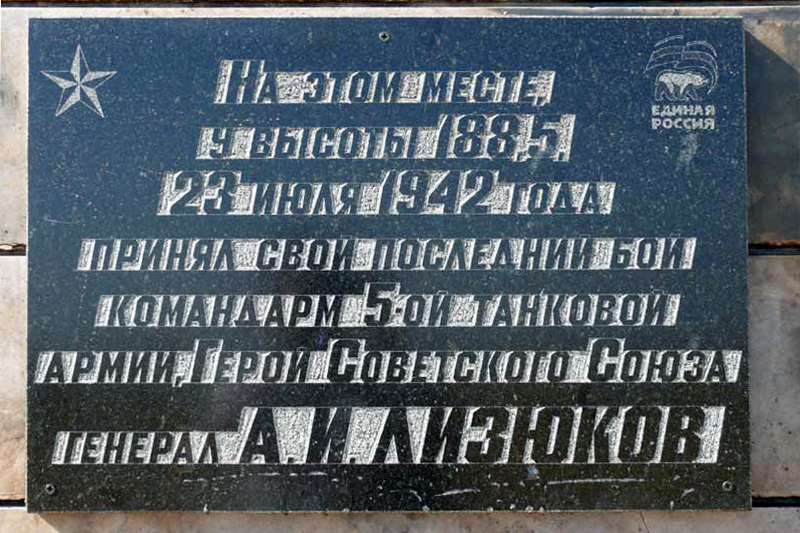 На этом месте,
у высоты 188,5,
23 июля 1942 года
принял свой последний бой
командарм 5-ой танковой
армии, Герой Советского Союза
генерал А. И. ЛИЗЮКОВ
ЕДИНАЯ
РОССИЯ